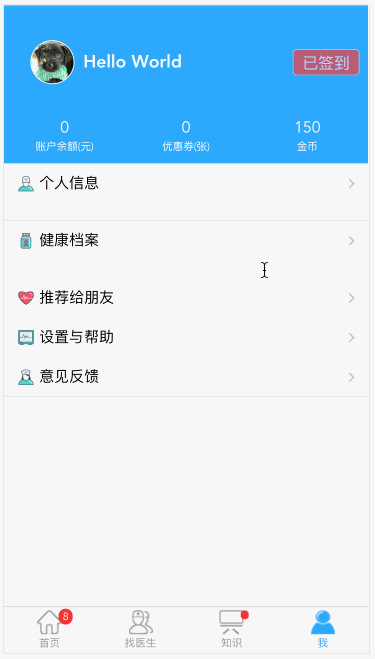 Hello World
已签到
0 0 150
账户余额(元) 优惠券(张) 金币
个人信息
健康档案
推荐给朋友
设置与帮助
意见反馈
8
首页 找医生 知识 我